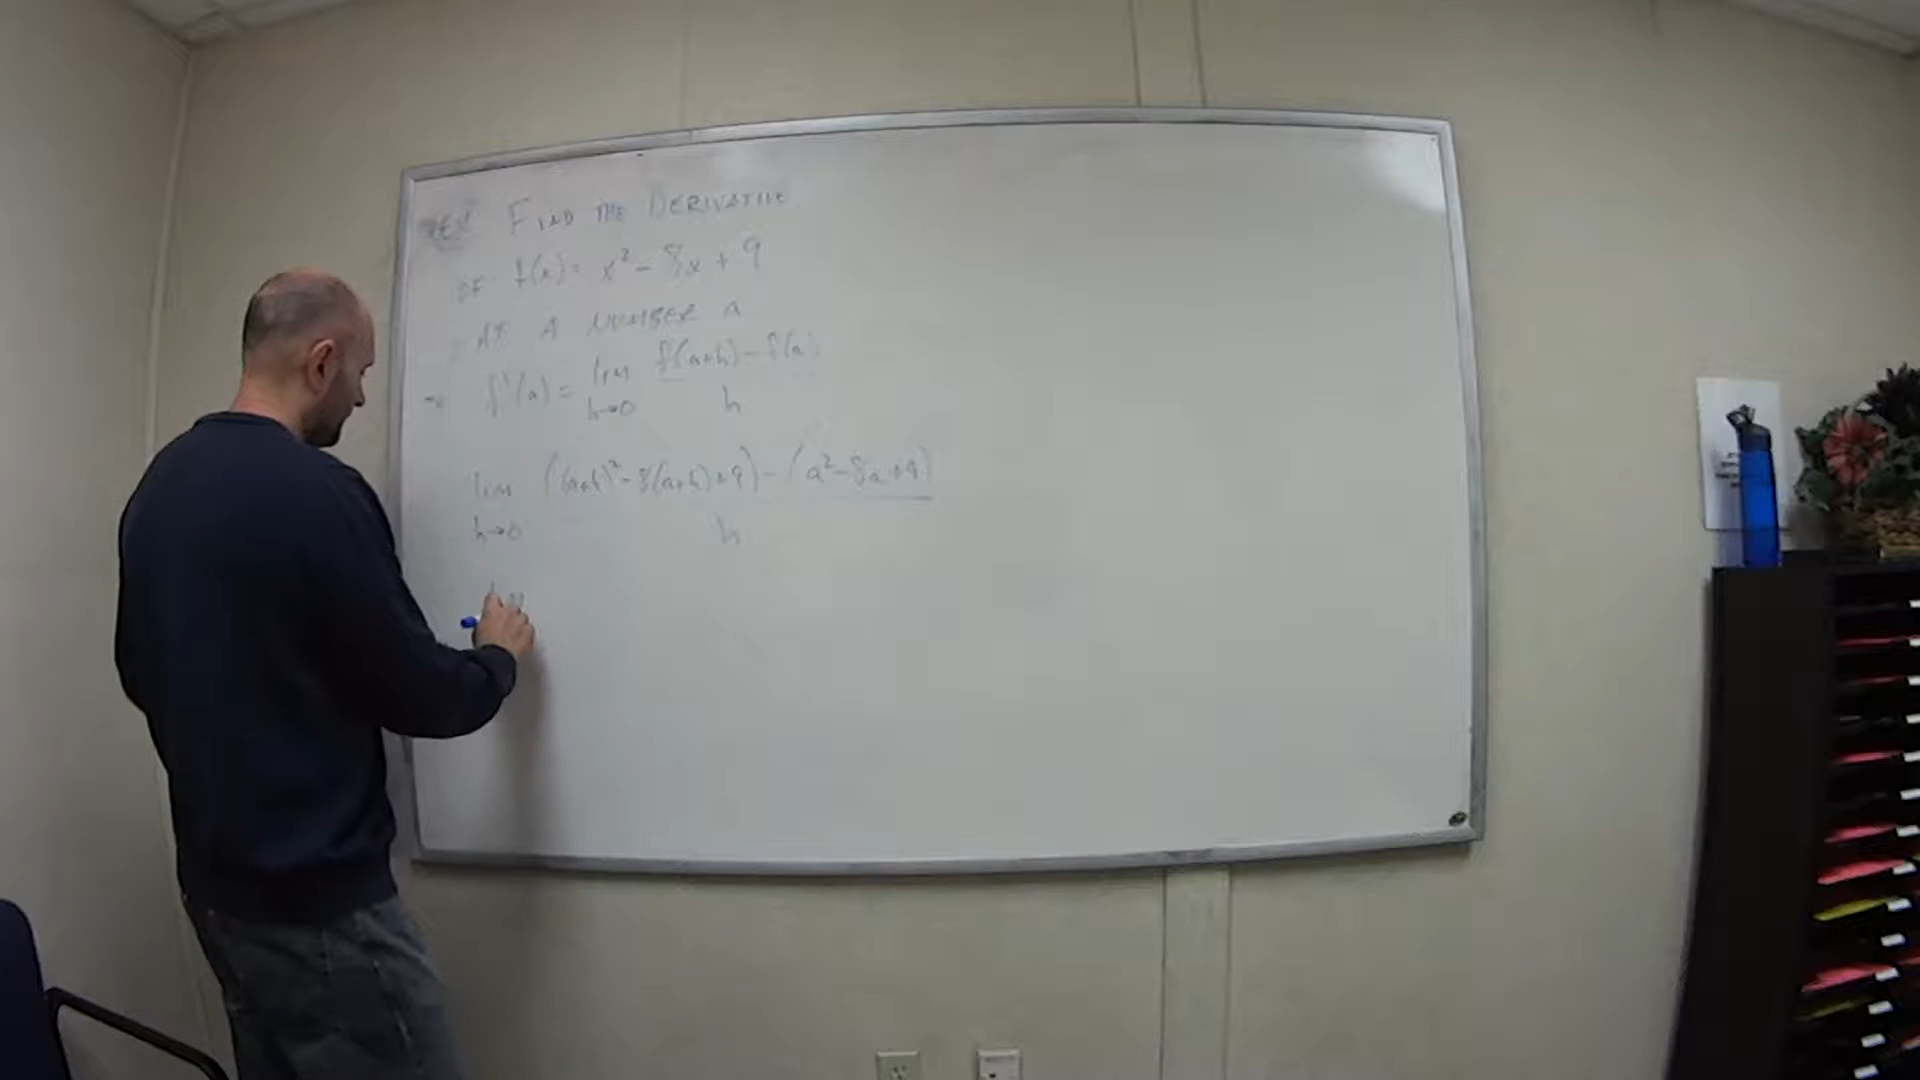 EX: FIND THE DERIVATIVE
OF f(x) = x² - 8x + 9
AT A NUMBER a
f'(a) = lim h→0 f(a+h) - f(a) / h
lim h→0 ((a+h)² - 8(a+h) + 9) - (a² - 8a + 9) / h